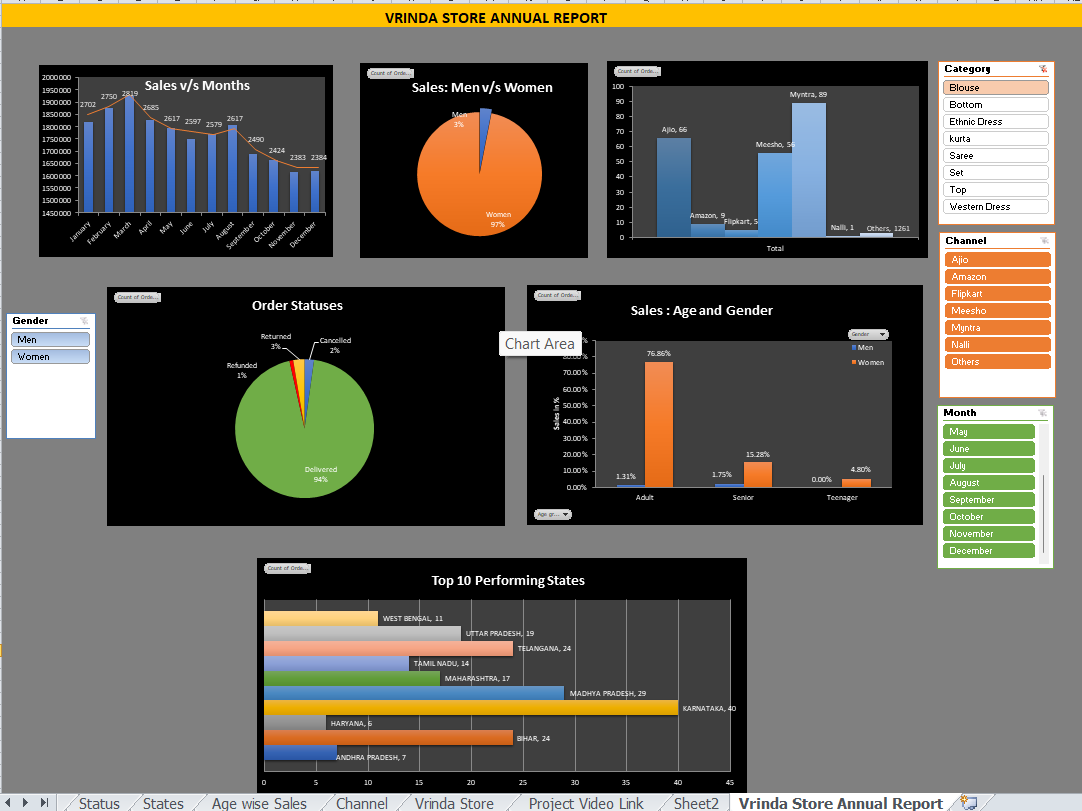 VRINDA STORE ANNUAL REPORT
Sales v/s Months
2000000
1950000
1900000
1850000
1800000
1750000
1700000
1650000
1600000
1550000
1500000
1450000
2702
2750
2819
2685
2617
2597
2579
2617
2490
2424
2383
2384
January
February
March
April
May
June
July
August
September
October
November
December
Count of Orde...
Sales: Men v/s Women
Men
3%
Women
97%
Count of Orde...
100
90
80
70
60
50
40
30
20
10
0
Ajio, 66
Amazon, 9
Flipkart, 5
Meesho, 56
Myntra, 89
Nalli, 1
Others, 1261
Total
Category
Blouse
Bottom
Ethnic Dress
kurta
Saree
Set
Top
Western Dress
Channel
Ajio
Amazon
Flipkart
Meesho
Myntra
Nalli
Others
Gender
Men
Women
Count of Orde...
Order Statuses
Returned
3%
Cancelled
2%
Refunded
1%
Delivered
94%
Count of Orde...
Sales : Age and Gender
Chart Area
Gender
Men
Women
80.00%
70.00%
60.00%
50.00%
40.00%
30.00%
20.00%
10.00%
0.00%
Sales In %
1.31%
76.86%
1.75%
15.28%
0.00%
4.80%
Adult
Senior
Teenager
Age gr...
Month
May
June
July
August
September
October
November
December
Count of Orde...
Top 10 Performing States
WEST BENGAL, 11
UTTAR PRADESH, 19
TELANGANA, 24
TAMIL NADU, 14
MAHARASHTRA, 17
MADHYA PRADESH, 29
KARNATAKA, 40
HARYANA, 6
BIHAR, 24
ANDHRA PRADESH, 7
0 5 10 15 20 25 30 35 40 45
Status States Age wise Sales Channel Vrinda Store Project Video Link Sheet2 Vrinda Store Annual Report